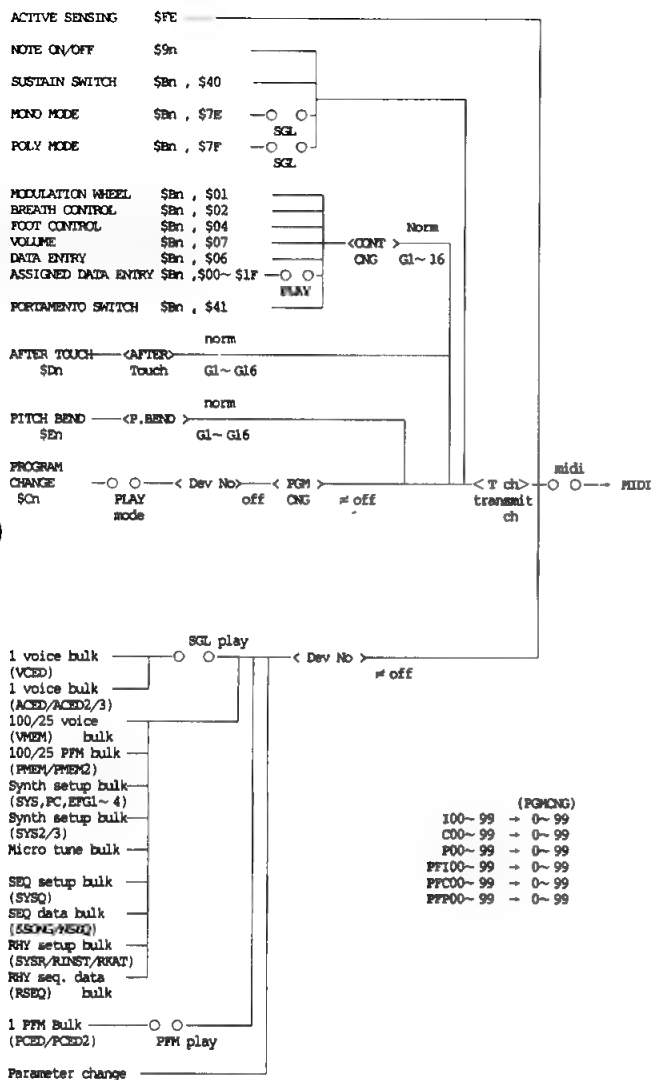 ACTIVE SENSING $FE
NOTE ON/OFF $9n
SUSTAIN SWITCH $Bn , $40
MONO MODE $Bn , $7E
SGL
POLY MODE $Bn , $7F
SGL
MODULATION WHEEL $Bn , $01
BREATH CONTROL $Bn , $02
FOOT CONTROL $Bn , $04
VOLUME $Bn , $07
DATA ENTRY $Bn , $06
ASSIGNED DATA ENTRY $Bn ,$00~ $1F
PLAY
PORTAMENTO SWITCH $Bn , $41
<CONT >
CNG
Norm
G1~ 16
norm
AFTER TOUCH <AFTER>
$Dn Touch G1~ G16
norm
PITCH BEND <P.BEND >
$En G1~ G16
PROGRAM
CHANGE < Dev No> < PGM >
$Cn PLAY off CNG ≠ off
mode
< T ch>
transmit
ch
midi
→ MIDI
SGL play
1 voice bulk < Dev No >
(VCED) ≠ off
1 voice bulk
(ACED/ACED2/3)
100/25 voice
(VMEM) bulk
100/25 PFM bulk
(PMEM/PMEM2)
Synth setup bulk
(SYS,PC,EFG1~ 4)
Synth setup bulk
(SYS2/3)
Micro tune bulk
SEQ setup bulk
(SYSQ)
SEQ data bulk
RHY setup bulk
(SYSR/RINST/RKAT)
RHY seq. data
(RSEQ) bulk
1 PFM Bulk
(PCED/PCED2) PFM play
Parameter change
(PGMCNG)
I00~ 99 → 0~ 99
C00~ 99 → 0~ 99
P00~ 99 → 0~ 99
PFI00~ 99 → 0~ 99
PFC00~ 99 → 0~ 99
PFP00~ 99 → 0~ 99